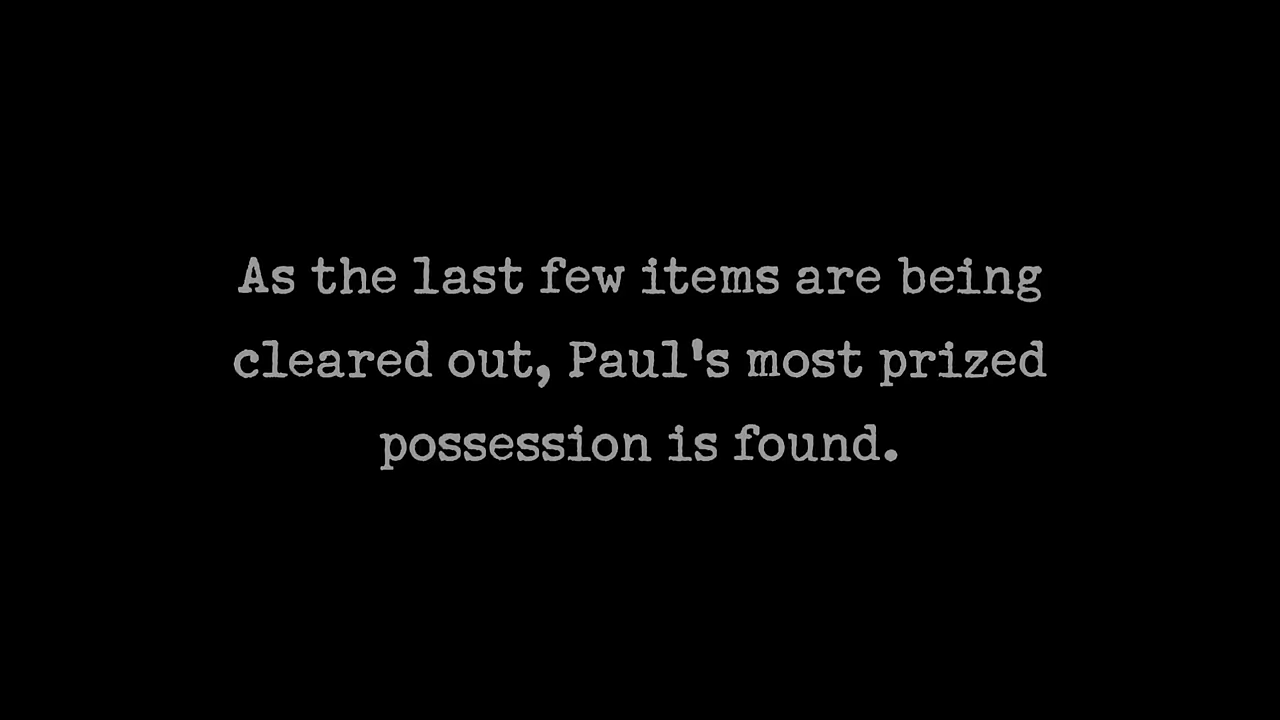 As the last few items are being
cleared out, Paul's most prized
possession is found.